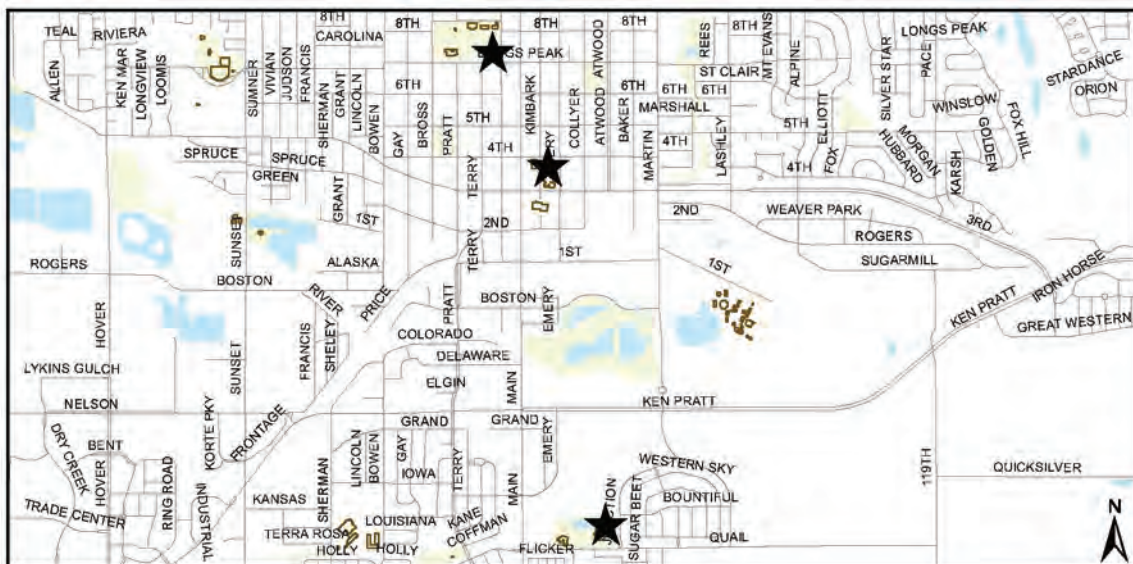 TEAL
RIVIERA
8TH
8TH
8TH
8TH
CAROLINA
REES
8TH
MT EVANS
ALPINE
LONGS PEAK
SILVER STAR
PACE
STARDANCE
ORION
ALLEN
KEN MAR
LONGVIEW
LOOMIS
SUMNER
VIVIAN
JUDSON
FRANCIS
SHERMAN
GRANT
LINCOLN
BOWEN
6TH
PEAK
KIMBARK
COLLYER
ATWOOD
ATWOOD
6TH
BAKER
ST CLAIR
6TH
6TH
MARSHALL
WINSLOW
FOX HILL
GOLDEN
GAY
BROSS
PRATT
5TH
4TH
MARTIN
4TH
LASHLEY
5TH
ELLIOTT
FOX
4TH
MORGAN
HUBBARD
KARSH
SPRUCE
SPRUCE
GREEN
GRANT
1ST
TERRY
TERRY
2ND
1ST
2ND
WEAVER PARK
3RD
ROGERS
SUGARMILL
1ST
SUNSET
ROGERS
BOSTON
ALASKA
RIVER
PRICE
PRATT
BOSTON
EMERY
KEN PRATT
IRON HORSE
GREAT WESTERN
HOVER
SUNSET
FRANCIS
SHELEY
COLORADO
DELAWARE
LYKINS GULCH
ELGIN
MAIN
NELSON
KEN PRATT
GRAND
GRAND
EMERY
FRONTAGE
KORTE PKY
DRY CREEK
BENT
HOVER
RING ROAD
INDUSTRIAL
LINCOLN
BOWEN
GAY
IOWA
TERRY
MAIN
WESTERN SKY
BOUNTIFUL
119TH
QUICKSILVER
KANSAS
SHERMAN
TRADE CENTER
LOUISIANA
TERRA ROSA
HOLLY
HOLLY
KANE
COFFMAN
FLICKER
SUGAR BEET
QUAIL
N